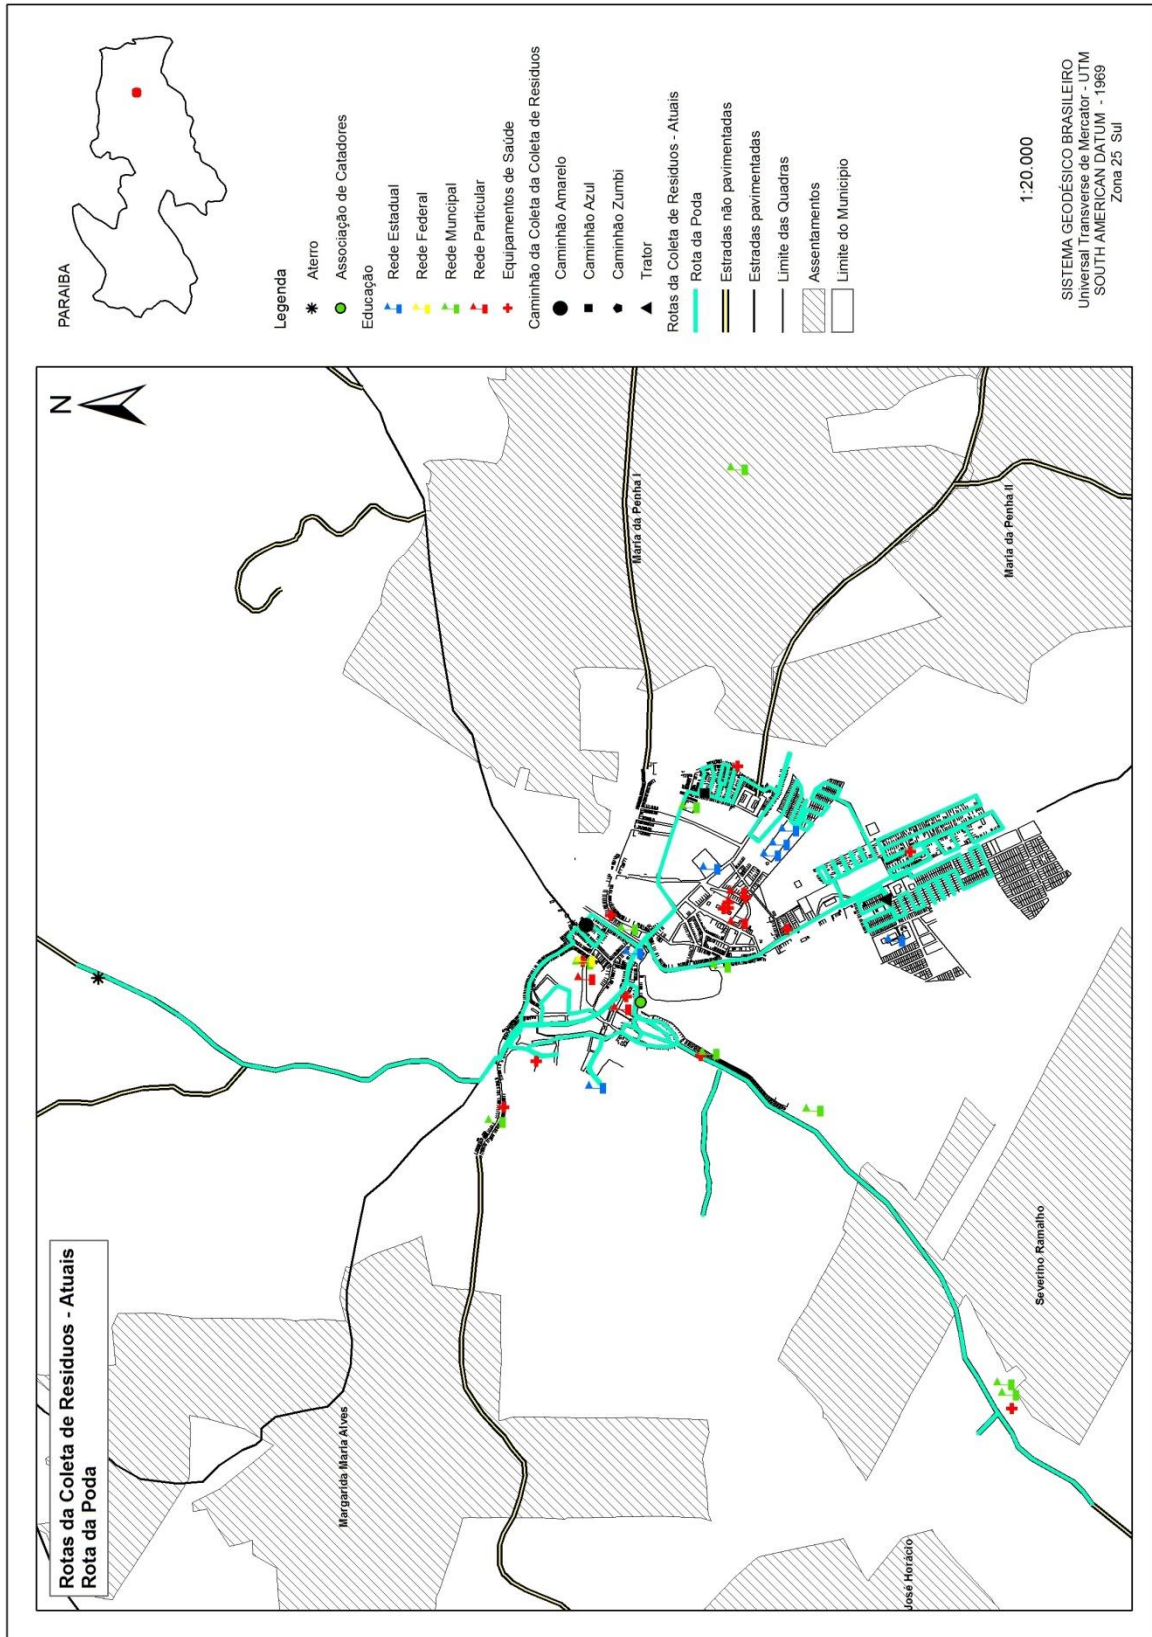 Rotas da Coleta de Residuos - Atuais
Rota da Poda
N
Margarida Maria Alves
José Horácio
Severino Ramalho
Maria da Penha I
Maria da Penha II
PARAIBA
Legenda
Aterro
Associação de Catadores
Educação
Rede Estadual
Rede Federal
Rede Muncipal
Rede Particular
Equipamentos de Saúde
Caminhão da Coleta da Coleta de Residuos
Caminhão Amarelo
Caminhão Azul
Caminhão Zumbi
Trator
Rotas da Coleta de Residuos - Atuais
Rota da Poda
Estradas não pavimentadas
Estradas pavimentadas
Limite das Quadras
Assentamentos
Limite do Municipio
1:20.000
SISTEMA GEODÉSICO BRASILEIRO
Universal Transverse de Mercator - UTM
SOUTH AMERICAN DATUM - 1969
Zona 25 Sul